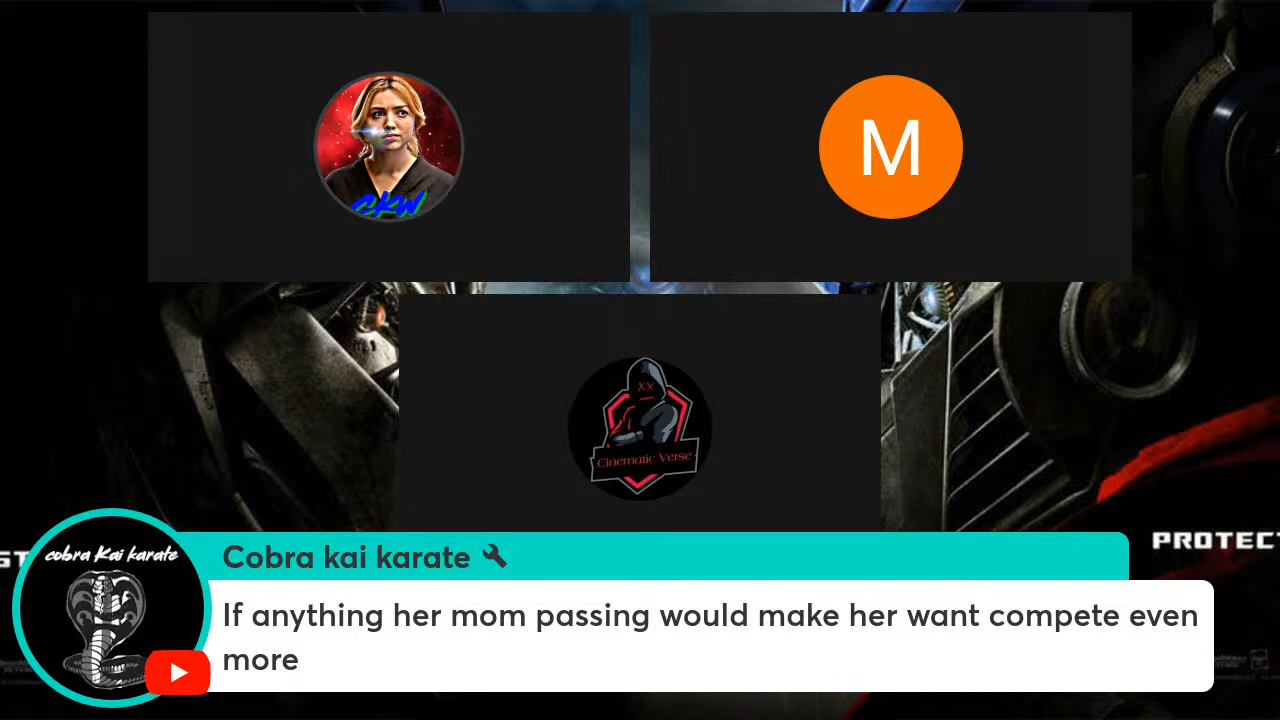 CKW
M
Cinematic Verse
cobra Kai karate
PROTECT
Cobra kai karate
If anything her mom passing would make her want compete even
more